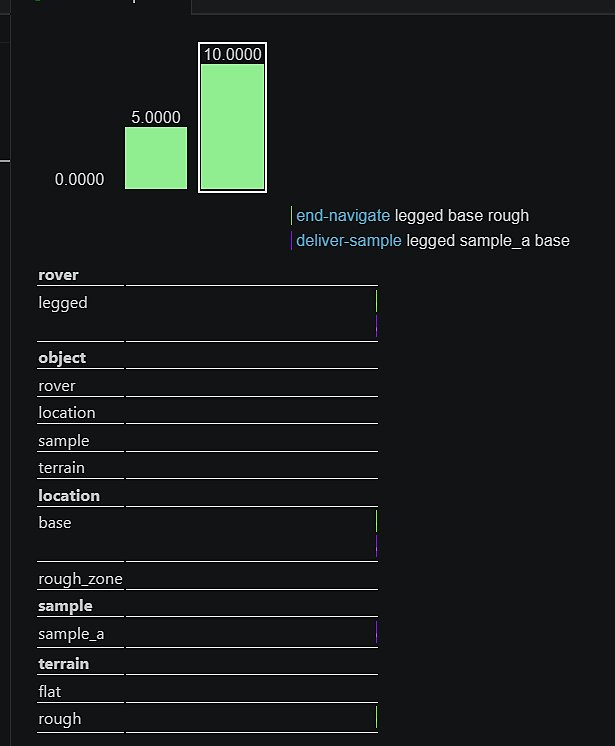 10.0000
5.0000
0.0000
end-navigate legged base rough
deliver-sample legged sample_a base
rover
legged
object
rover
location
sample
terrain
location
base
rough_zone
sample
sample_a
terrain
flat
rough